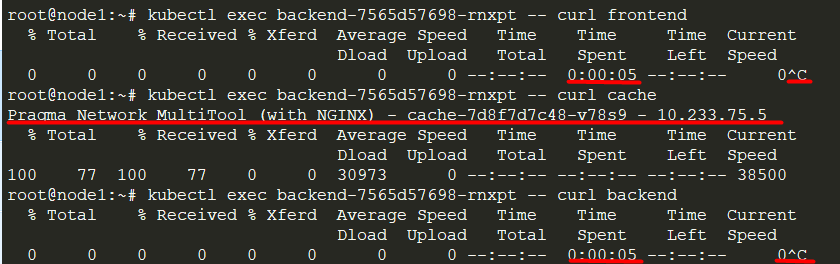 root@node1:~# kubectl exec backend-7565d57698-rnxpt -- curl frontend
  % Total    % Received % Xferd  Average Speed   Time    Time     Time  Current
                                 Dload  Upload   Total   Spent    Left  Speed
  0     0    0     0    0     0      0      0 --:--:--  0:00:05 --:--:--     0^C
root@node1:~# kubectl exec backend-7565d57698-rnxpt -- curl cache
Praqma Network MultiTool (with NGINX) - cache-7d8f7d7c48-v78s9 - 10.233.75.5
  % Total    % Received % Xferd  Average Speed   Time    Time     Time  Current
                                 Dload  Upload   Total   Spent    Left  Speed
100    77  100    77    0     0  30973      0 --:--:-- --:--:-- --:--:-- 38500
root@node1:~# kubectl exec backend-7565d57698-rnxpt -- curl backend
  % Total    % Received % Xferd  Average Speed   Time    Time     Time  Current
                                 Dload  Upload   Total   Spent    Left  Speed
  0     0    0     0    0     0      0      0 --:--:--  0:00:05 --:--:--     0^C